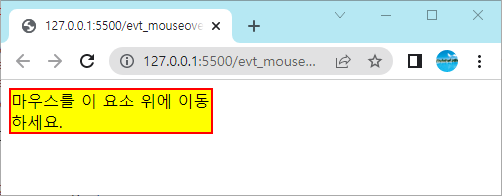 127.0.0.1:5500/evt_mouseove
127.0.0.1:5500/evt_mouse...
마우스를 이 요소 위에 이동
하세요.